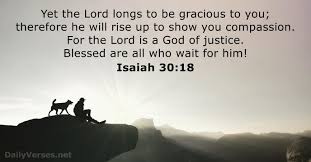 Yet the Lord longs to be gracious to you;
therefore he will rise up to show you compassion.
For the Lord is a God of justice.
Blessed are all who wait for him!
Isaiah 30:18
DailyVerses.net